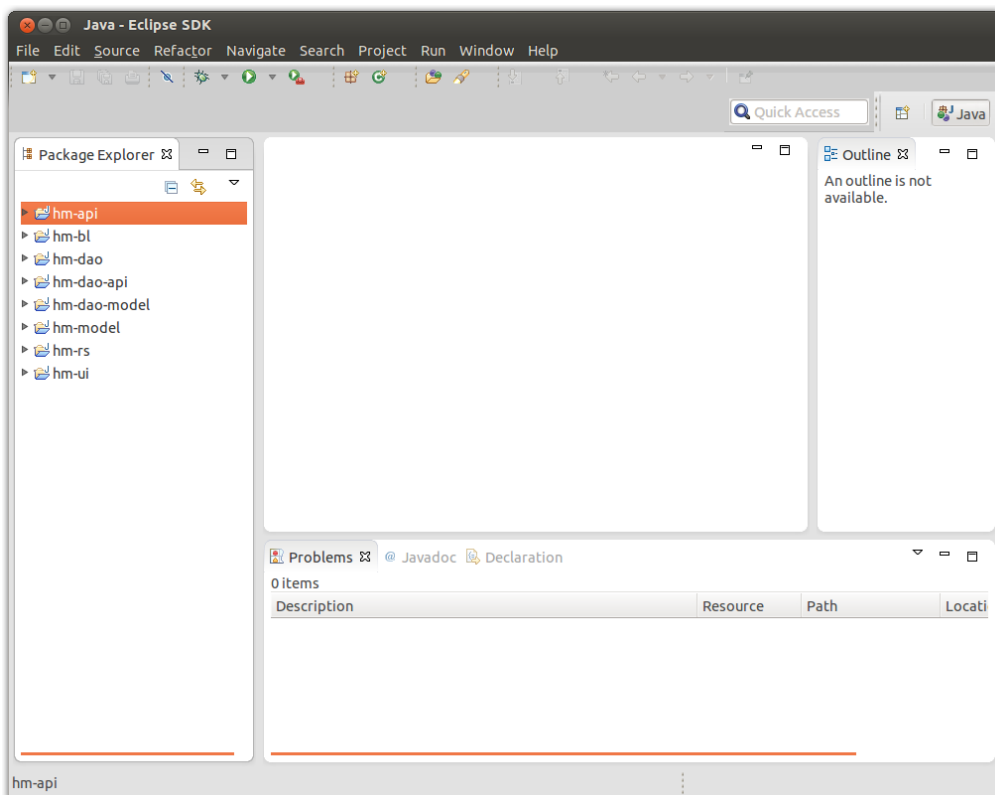 Java - Eclipse SDK
File Edit Source Refactor Navigate Search Project Run Window Help
Quick Access
Java
Package Explorer
Outline
An outline is not
available.
hm-api
hm-bl
hm-dao
hm-dao-api
hm-dao-model
hm-model
hm-rs
hm-ui
Problems @ Javadoc Declaration
0 items
Description Resource Path Locati
hm-api